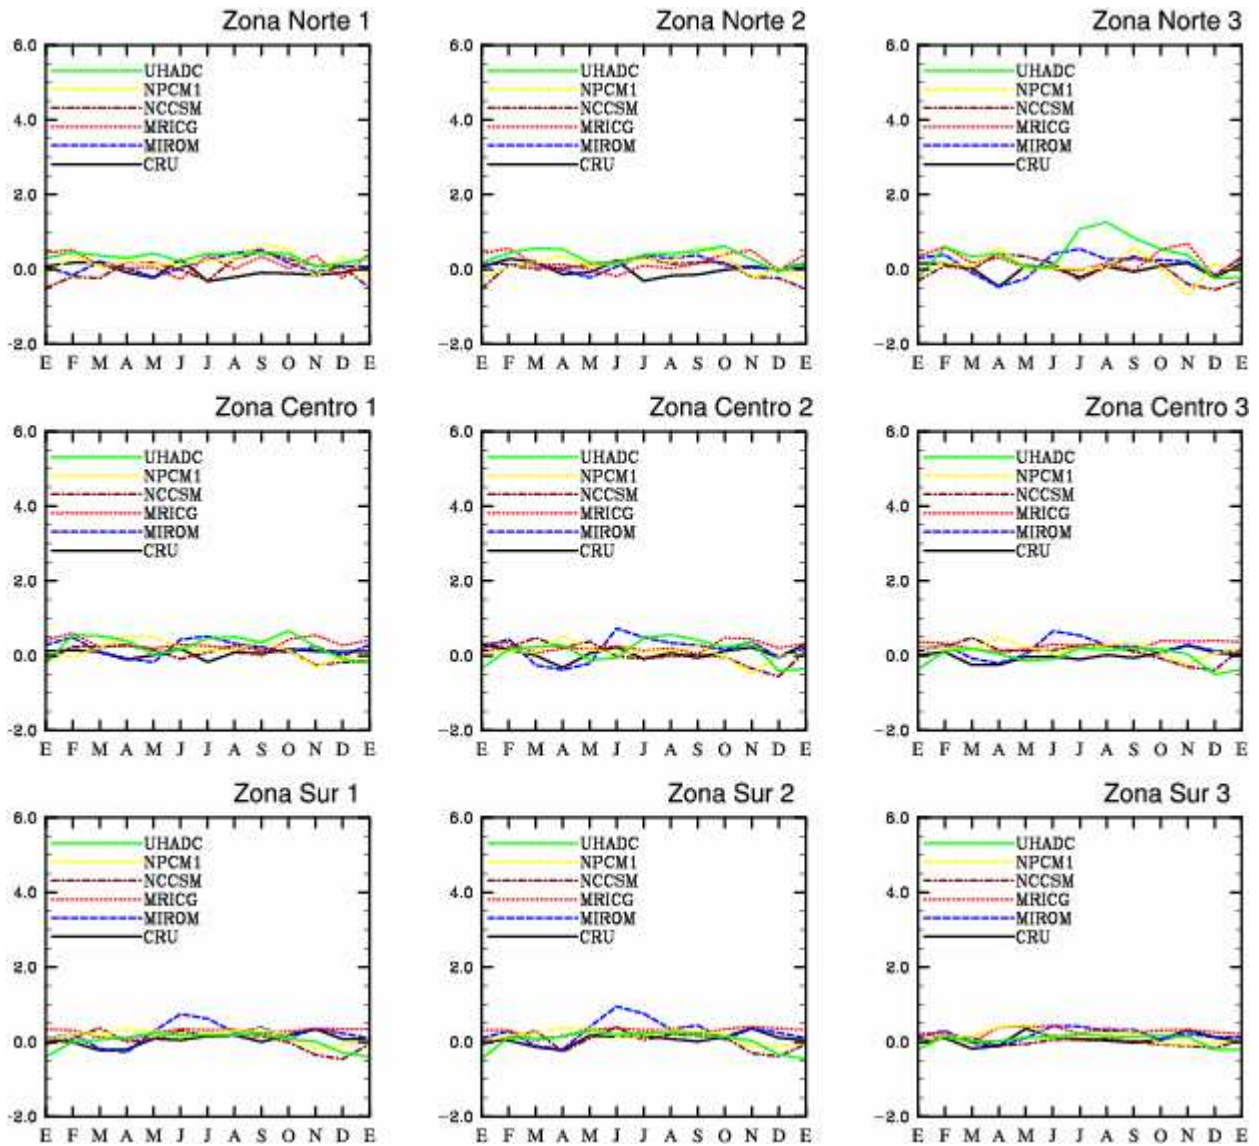 Zona Norte 1
6.0
UHADC
NPCM1
NCCSM
MRICG
MIROM
CRU
4.0
2.0
0.0
-2.0
E F M A M J J A S O N D E
Zona Norte 2
6.0
UHADC
NPCM1
NCCSM
MRICG
MIROM
CRU
4.0
2.0
0.0
-2.0
E F M A M J J A S O N D E
Zona Norte 3
6.0
UHADC
NPCM1
NCCSM
MRICG
MIROM
CRU
4.0
2.0
0.0
-2.0
E F M A M J J A S O N D E
Zona Centro 1
6.0
UHADC
NPCM1
NCCSM
MRICG
MIROM
CRU
4.0
2.0
0.0
-2.0
E F M A M J J A S O N D E
Zona Centro 2
6.0
UHADC
NPCM1
NCCSM
MRICG
MIROM
CRU
4.0
2.0
0.0
-2.0
E F M A M J J A S O N D E
Zona Centro 3
6.0
UHADC
NPCM1
NCCSM
MRICG
MIROM
CRU
4.0
2.0
0.0
-2.0
E F M A M J J A S O N D E
Zona Sur 1
6.0
UHADC
NPCM1
NCCSM
MRICG
MIROM
CRU
4.0
2.0
0.0
-2.0
E F M A M J J A S O N D E
Zona Sur 2
6.0
UHADC
NPCM1
NCCSM
MRICG
MIROM
CRU
4.0
2.0
0.0
-2.0
E F M A M J J A S O N D E
Zona Sur 3
6.0
UHADC
NPCM1
NCCSM
MRICG
MIROM
CRU
4.0
2.0
0.0
-2.0
E F M A M J J A S O N D E